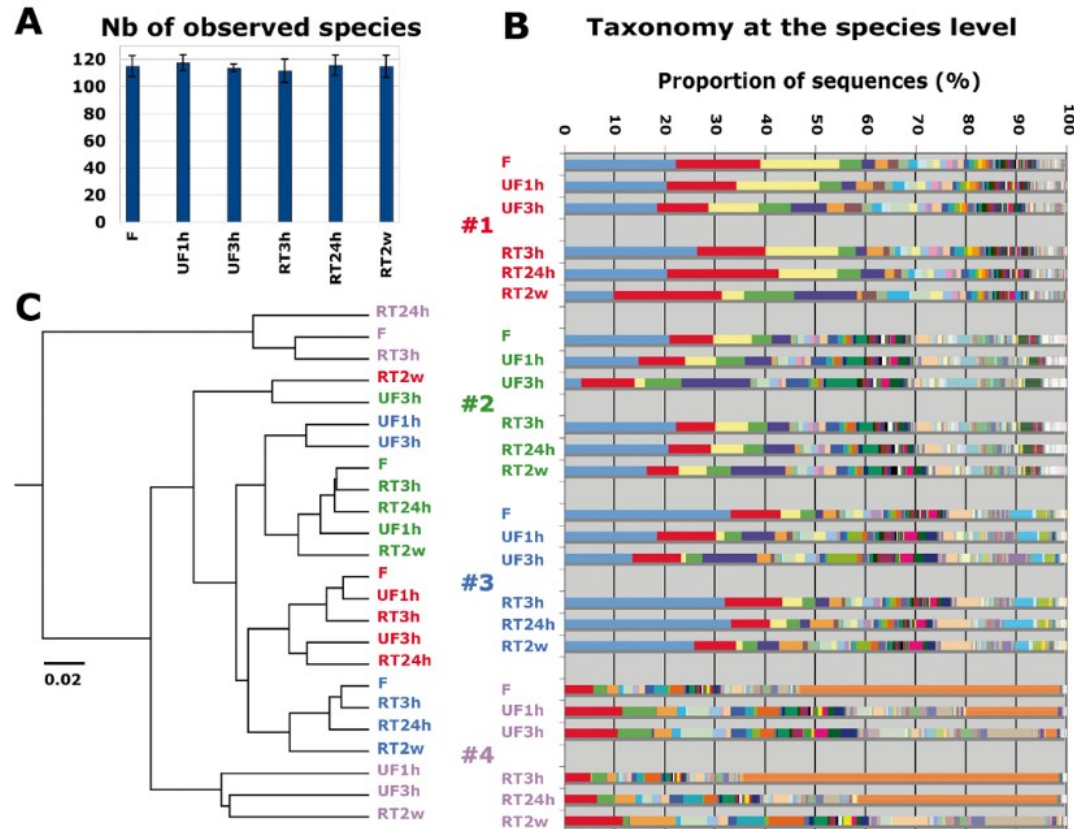 A Nb of observed species
120
100
80
60
40
20
0
F UF1h UF3h RT3h RT24h RT2w
B Taxonomy at the species level
Proportion of sequences (%)
0 10 20 30 40 50 60 70 80 90 100
#1
F
UF1h
UF3h
RT3h
RT24h
RT2w
#2
F
UF1h
UF3h
RT3h
RT24h
RT2w
#3
F
UF1h
UF3h
RT3h
RT24h
RT2w
#4
F
UF1h
UF3h
RT3h
RT24h
RT2w
C
RT24h
F
RT3h
RT2w
UF3h
UF1h
UF3h
F
RT3h
RT24h
UF1h
RT2w
F
UF1h
RT3h
UF3h
RT24h
F
RT3h
RT24h
RT2w
UF1h
UF3h
RT2w
0.02